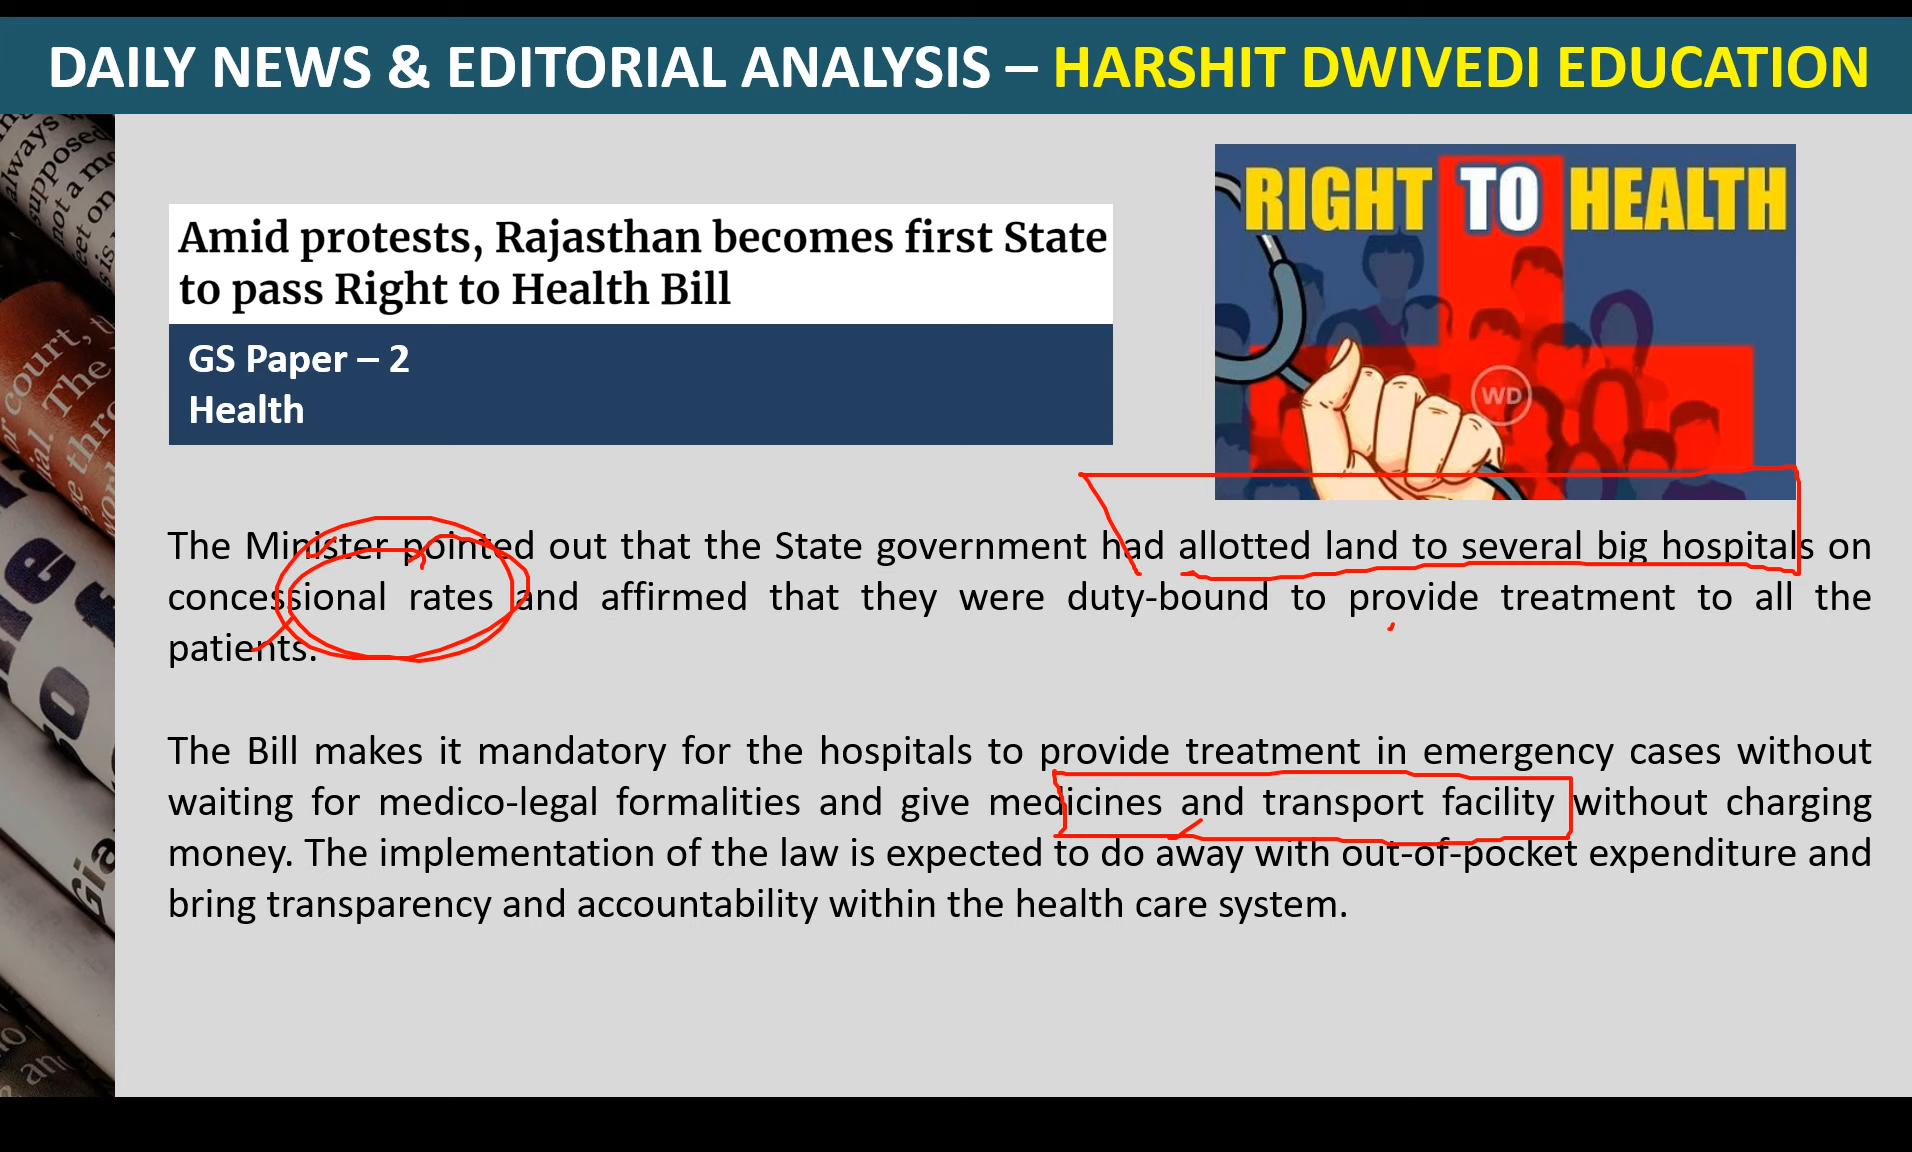 DAILY NEWS & EDITORIAL ANALYSIS – HARSHIT DWIVEDI EDUCATION
RIGHT TO HEALTH
WD
Amid protests, Rajasthan becomes first State
to pass Right to Health Bill
GS Paper – 2
Health
The Minister pointed out that the State government had allotted land to several big hospitals on
concessional rates and affirmed that they were duty-bound to provide treatment to all the
patients.
The Bill makes it mandatory for the hospitals to provide treatment in emergency cases without
waiting for medico-legal formalities and give medicines and transport facility without charging
money. The implementation of the law is expected to do away with out-of-pocket expenditure and
bring transparency and accountability within the health care system.
always
supposed
not a
court,
The